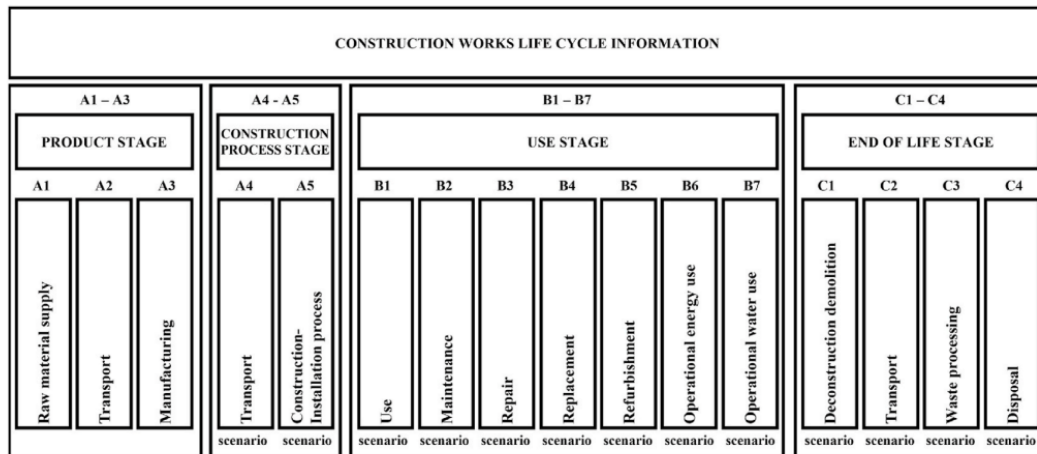 CONSTRUCTION WORKS LIFE CYCLE INFORMATION
A1 – A3
PRODUCT STAGE
A1 A2 A3
Raw material supply
Transport
Manufacturing
A4 - A5
CONSTRUCTION
PROCESS STAGE
A4 A5
Transport
Construction-
Installation process
scenario scenario
B1 – B7
USE STAGE
B1 B2 B3 B4 B5 B6 B7
Use
Maintenance
Repair
Replacement
Refurbishment
Operational energy use
Operational water use
scenario scenario scenario scenario scenario scenario scenario
C1 – C4
END OF LIFE STAGE
C1 C2 C3 C4
Deconstruction demolition
Transport
Waste processing
Disposal
scenario scenario scenario scenario